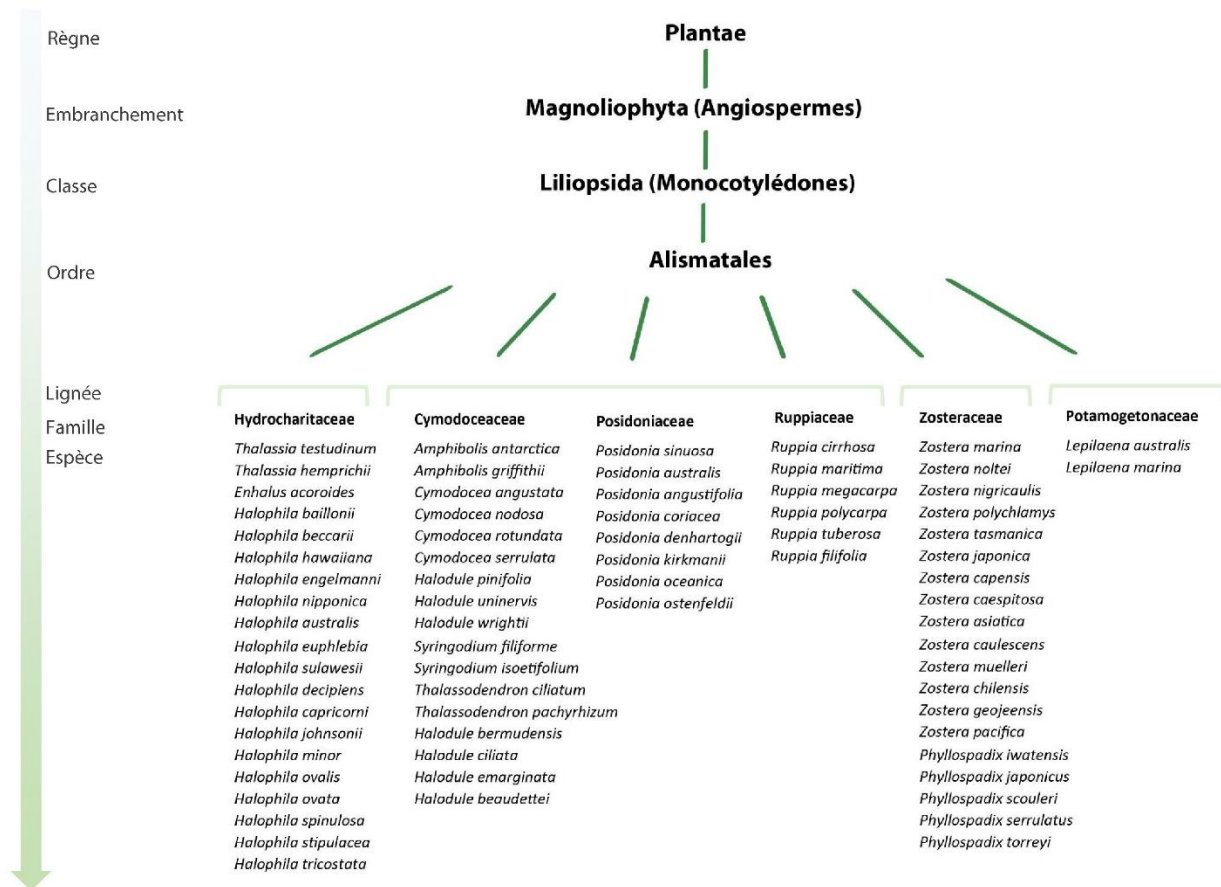 Règne
Plantae
Embranchement
Magnoliophyta (Angiospermes)
Classe
Liliopsida (Monocotylédones)
Ordre
Alismatales
Lignée
Famille
Espèce
Hydrocharitaceae
Thalassia testudinum
Thalassia hemprichii
Enhalus acoroides
Halophila baillonii
Halophila beccarii
Halophila hawaiiana
Halophila engelmanni
Halophila nipponica
Halophila australis
Halophila euphlebia
Halophila sulawesii
Halophila decipiens
Halophila capricorni
Halophila johnsonii
Halophila minor
Halophila ovalis
Halophila ovata
Halophila spinulosa
Halophila stipulacea
Halophila tricostata
Cymodoceaceae
Amphibolis antarctica
Amphibolis griffithii
Cymodocea angustata
Cymodocea nodosa
Cymodocea rotundata
Cymodocea serrulata
Halodule pinifolia
Halodule uninervis
Halodule wrightii
Syringodium filiforme
Syringodium isoetifolium
Thalassodendron ciliatum
Thalassodendron pachyrhizum
Halodule bermudensis
Halodule ciliata
Halodule emarginata
Halodule beaudettei
Posidoniaceae
Posidonia sinuosa
Posidonia australis
Posidonia angustifolia
Posidonia coriacea
Posidonia denhartogii
Posidonia kirkmanii
Posidonia oceanica
Posidonia ostenfeldii
Ruppiaceae
Ruppia cirrhosa
Ruppia maritima
Ruppia megacarpa
Ruppia polycarpa
Ruppia tuberosa
Ruppia filifolia
Zosteraceae
Zostera marina
Zostera noltei
Zostera nigricaulis
Zostera polychlamys
Zostera tasmanica
Zostera japonica
Zostera capensis
Zostera caespitosa
Zostera asiatica
Zostera caulescens
Zostera muelleri
Zostera chilensis
Zostera geojeensis
Zostera pacifica
Phyllospadix iwatensis
Phyllospadix japonicus
Phyllospadix scouleri
Phyllospadix serrulatus
Phyllospadix torreyi
Potamogetonaceae
Lepilaena australis
Lepilaena marina